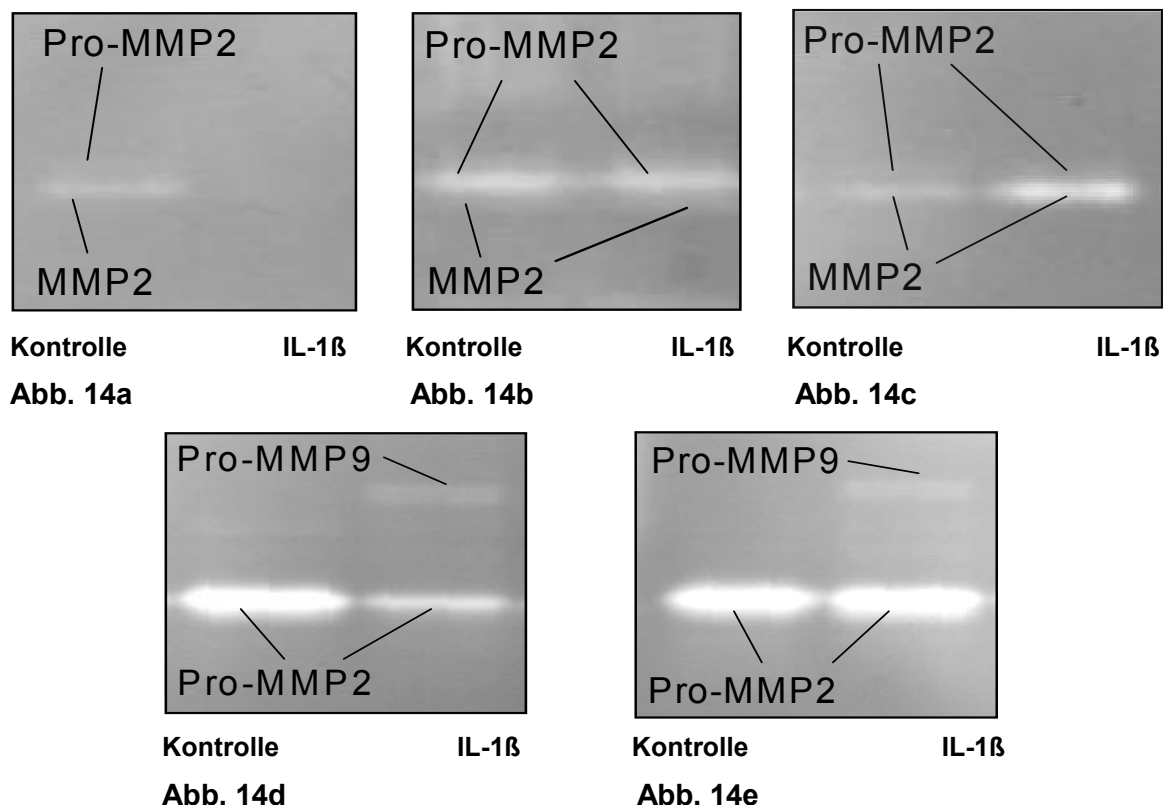 Pro-MMP2
MMP2
Kontrolle IL-1ß
Abb. 14a
Pro-MMP2
MMP2
Kontrolle IL-1ß
Abb. 14b
Pro-MMP2
MMP2
Kontrolle IL-1ß
Abb. 14c
Pro-MMP9
Pro-MMP2
Kontrolle IL-1ß
Abb. 14d
Pro-MMP9
Pro-MMP2
Kontrolle IL-1ß
Abb. 14e